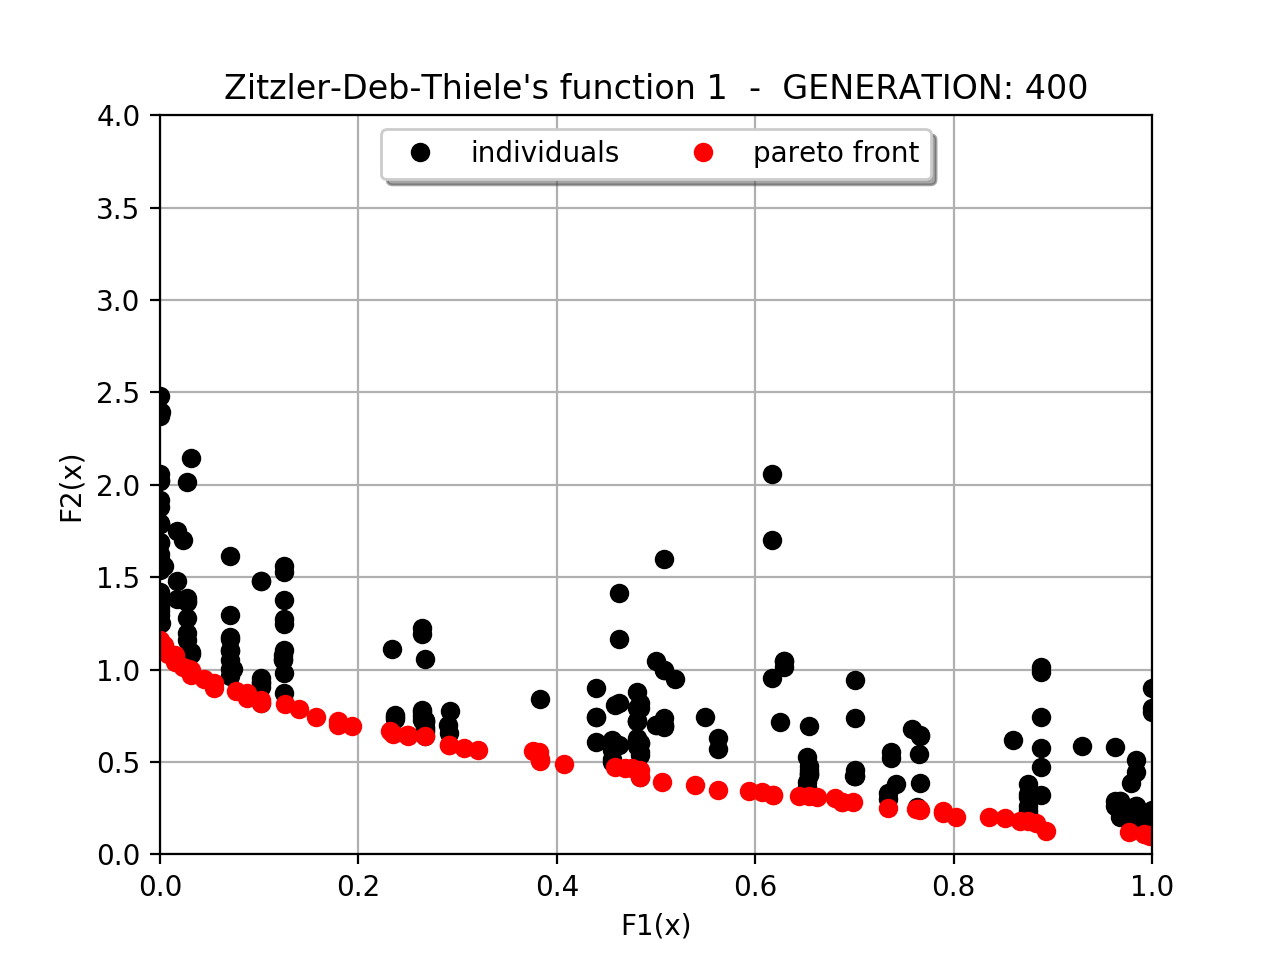 Zitzler-Deb-Thiele's function 1  -  GENERATION: 400
individuals pareto front
4.0
3.5
3.0
2.5
2.0
1.5
1.0
0.5
0.0
F2(x)
0.0 0.2 0.4 0.6 0.8 1.0
F1(x)